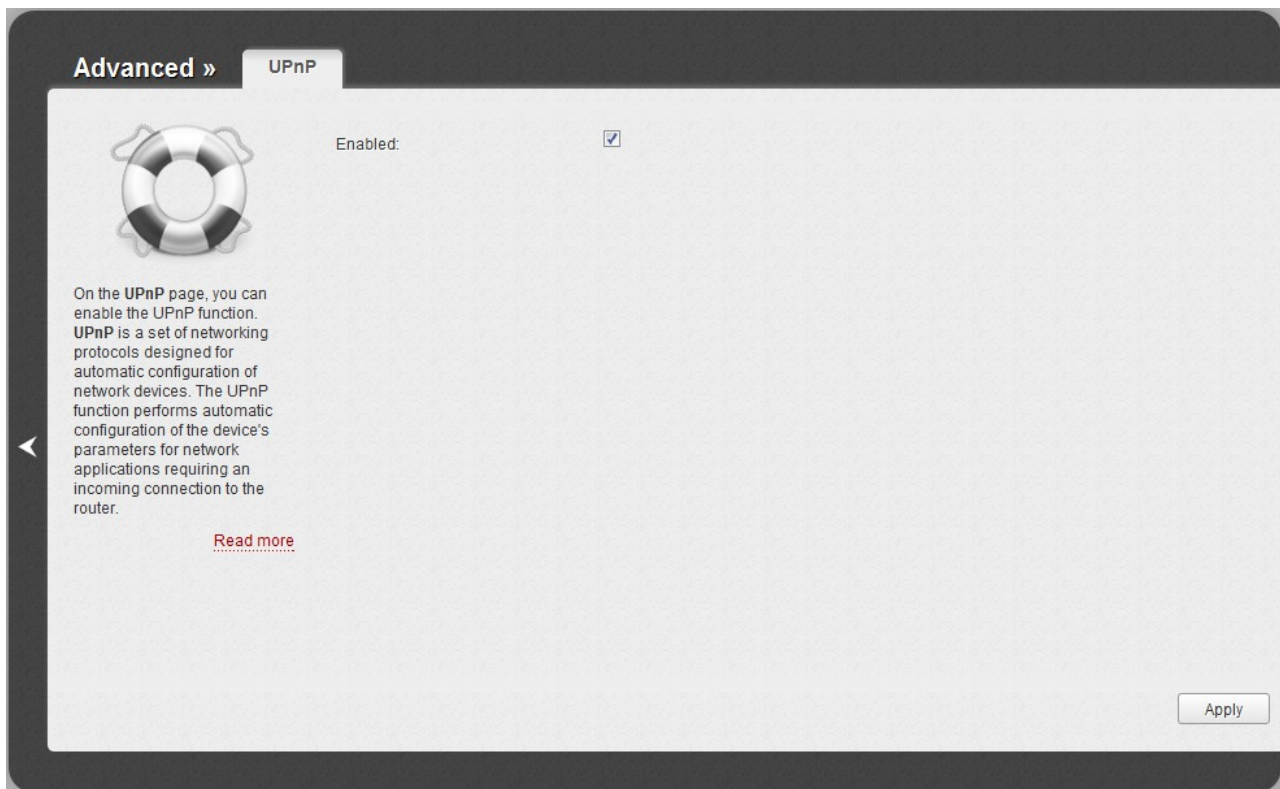 Advanced »
UPnP
Enabled:
On the UPnP page, you can
enable the UPnP function.
UPnP is a set of networking
protocols designed for
automatic configuration of
network devices. The UPnP
function performs automatic
configuration of the device's
parameters for network
applications requiring an
incoming connection to the
router.
Read more
Apply